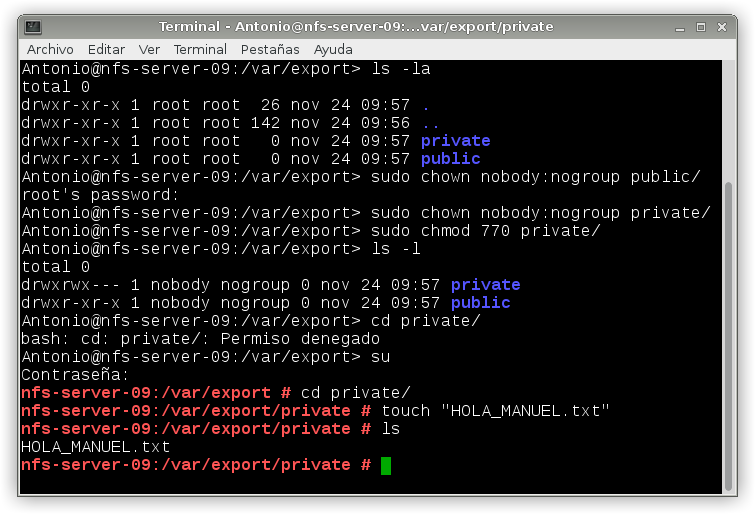 Terminal - Antonio@nfs-server-09:...var/export/private
Archivo Editar Ver Terminal Pestañas Ayuda
Antonio@nfs-server-09:/var/export> ls -la
total 0
drwxr-xr-x 1 root root  26 nov 24 09:57 .
drwxr-xr-x 1 root root 142 nov 24 09:56 ..
drwxr-xr-x 1 root root   0 nov 24 09:57 private
drwxr-xr-x 1 root root   0 nov 24 09:57 public
Antonio@nfs-server-09:/var/export> sudo chown nobody:nogroup public/
root's password:
Antonio@nfs-server-09:/var/export> sudo chown nobody:nogroup private/
Antonio@nfs-server-09:/var/export> sudo chmod 770 private/
Antonio@nfs-server-09:/var/export> ls -l
total 0
drwxrwx--- 1 nobody nogroup 0 nov 24 09:57 private
drwxr-xr-x 1 nobody nogroup 0 nov 24 09:57 public
Antonio@nfs-server-09:/var/export> cd private/
bash: cd: private/: Permiso denegado
Antonio@nfs-server-09:/var/export> su
Contraseña:
nfs-server-09:/var/export # cd private/
nfs-server-09:/var/export/private # touch "HOLA_MANUEL.txt"
nfs-server-09:/var/export/private # ls
HOLA_MANUEL.txt
nfs-server-09:/var/export/private #